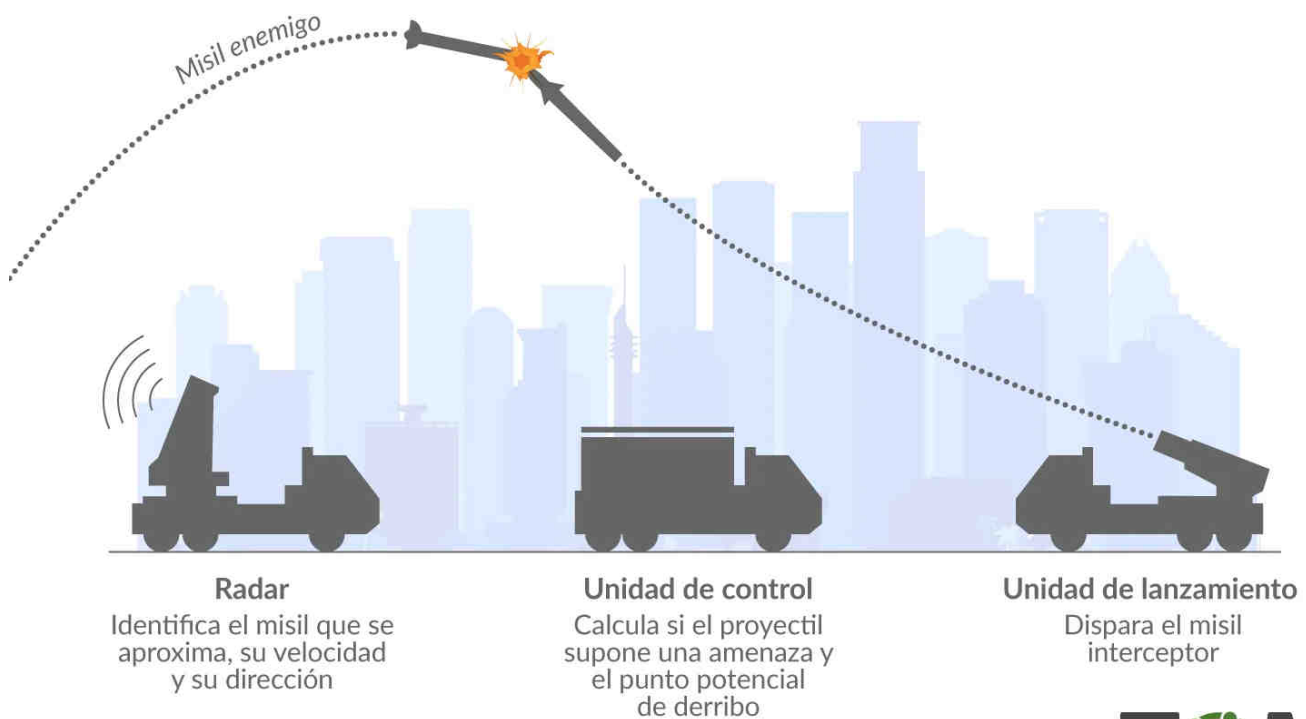 Misil enemigo
Radar
Identifica el misil que se
aproxima, su velocidad
y su dirección
Unidad de control
Calcula si el proyectil
supone una amenaza y
el punto potencial
de derribo
Unidad de lanzamiento
Dispara el misil
interceptor